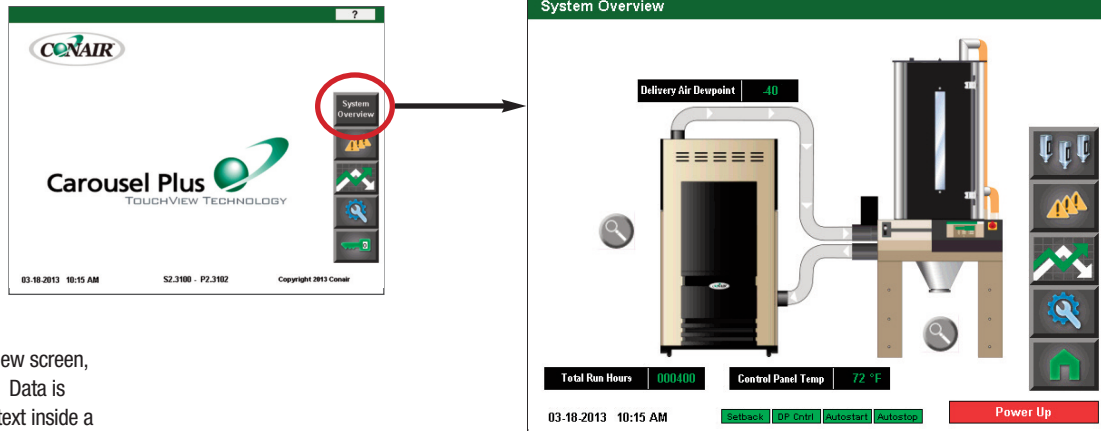 ?
CONAIR
System
Overview
Carousel Plus
TOUCHVIEW TECHNOLOGY
03-18-2013 10:15 AM
S2.3100 - P2.3102
Copyright 2013 Conair
ew screen,
Data is
text inside a
System Overview
Delivery Air Dewpoint -40
CONAIR
Total Run Hours 000400
Control Panel Temp 72 °F
03-18-2013 10:15 AM
Setback DP Cntrl Autostart Autostop
Power Up